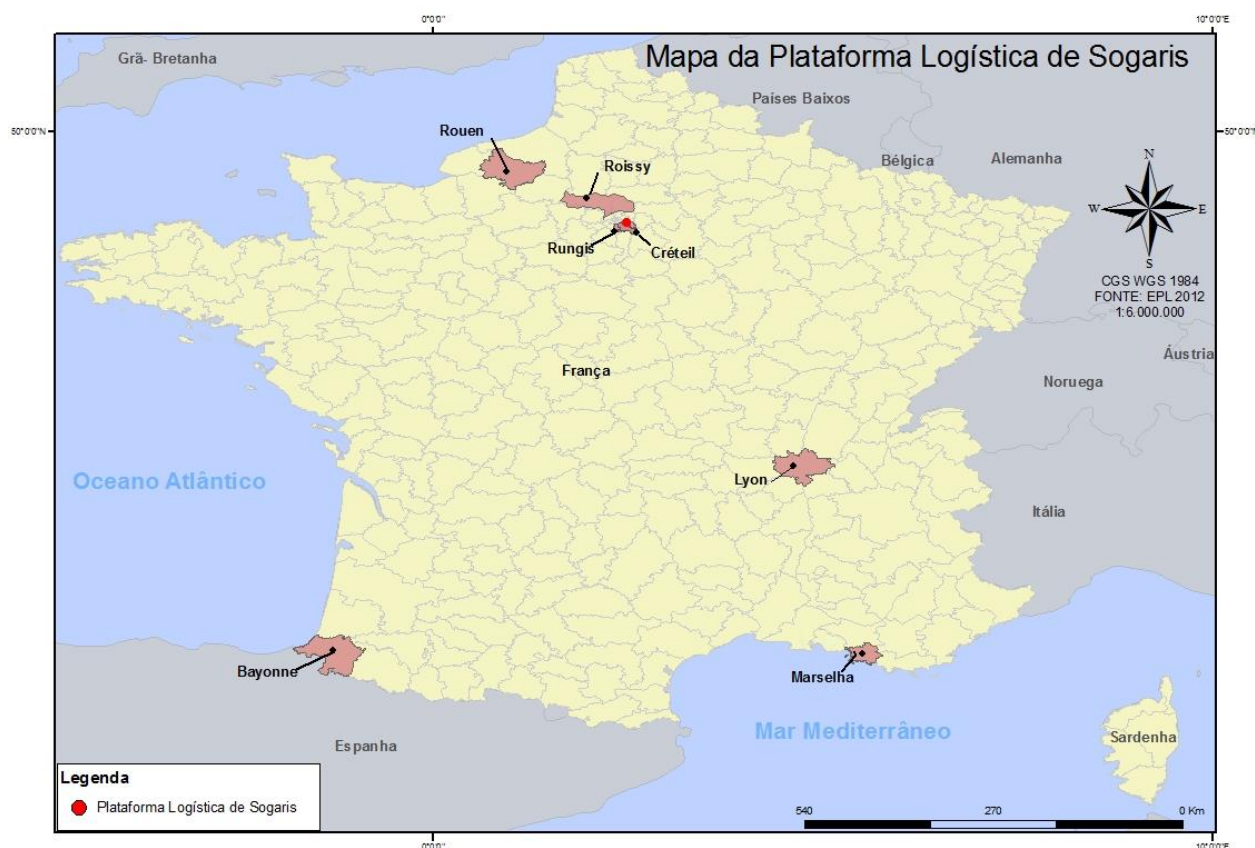 0°0'0"
10°0'0"E
Mapa da Plataforma Logística de Sogaris
Grã- Bretanha
Países Baixos
50°0'0"N
50°0'0"N
Rouen
Bélgica
Alemanha
Roissy
N
W
E
S
Rungis
Créteil
CGS WGS 1984
FONTE: EPL 2012
1:6.000.000
Áustria
França
Noruega
Oceano Atlântico
Lyon
Itália
Bayonne
Marselha
Mar Mediterrâneo
Sardenha
Espanha
Legenda
Plataforma Logística de Sogaris
540
270
0 Km
0°0'0"
10°0'0"E